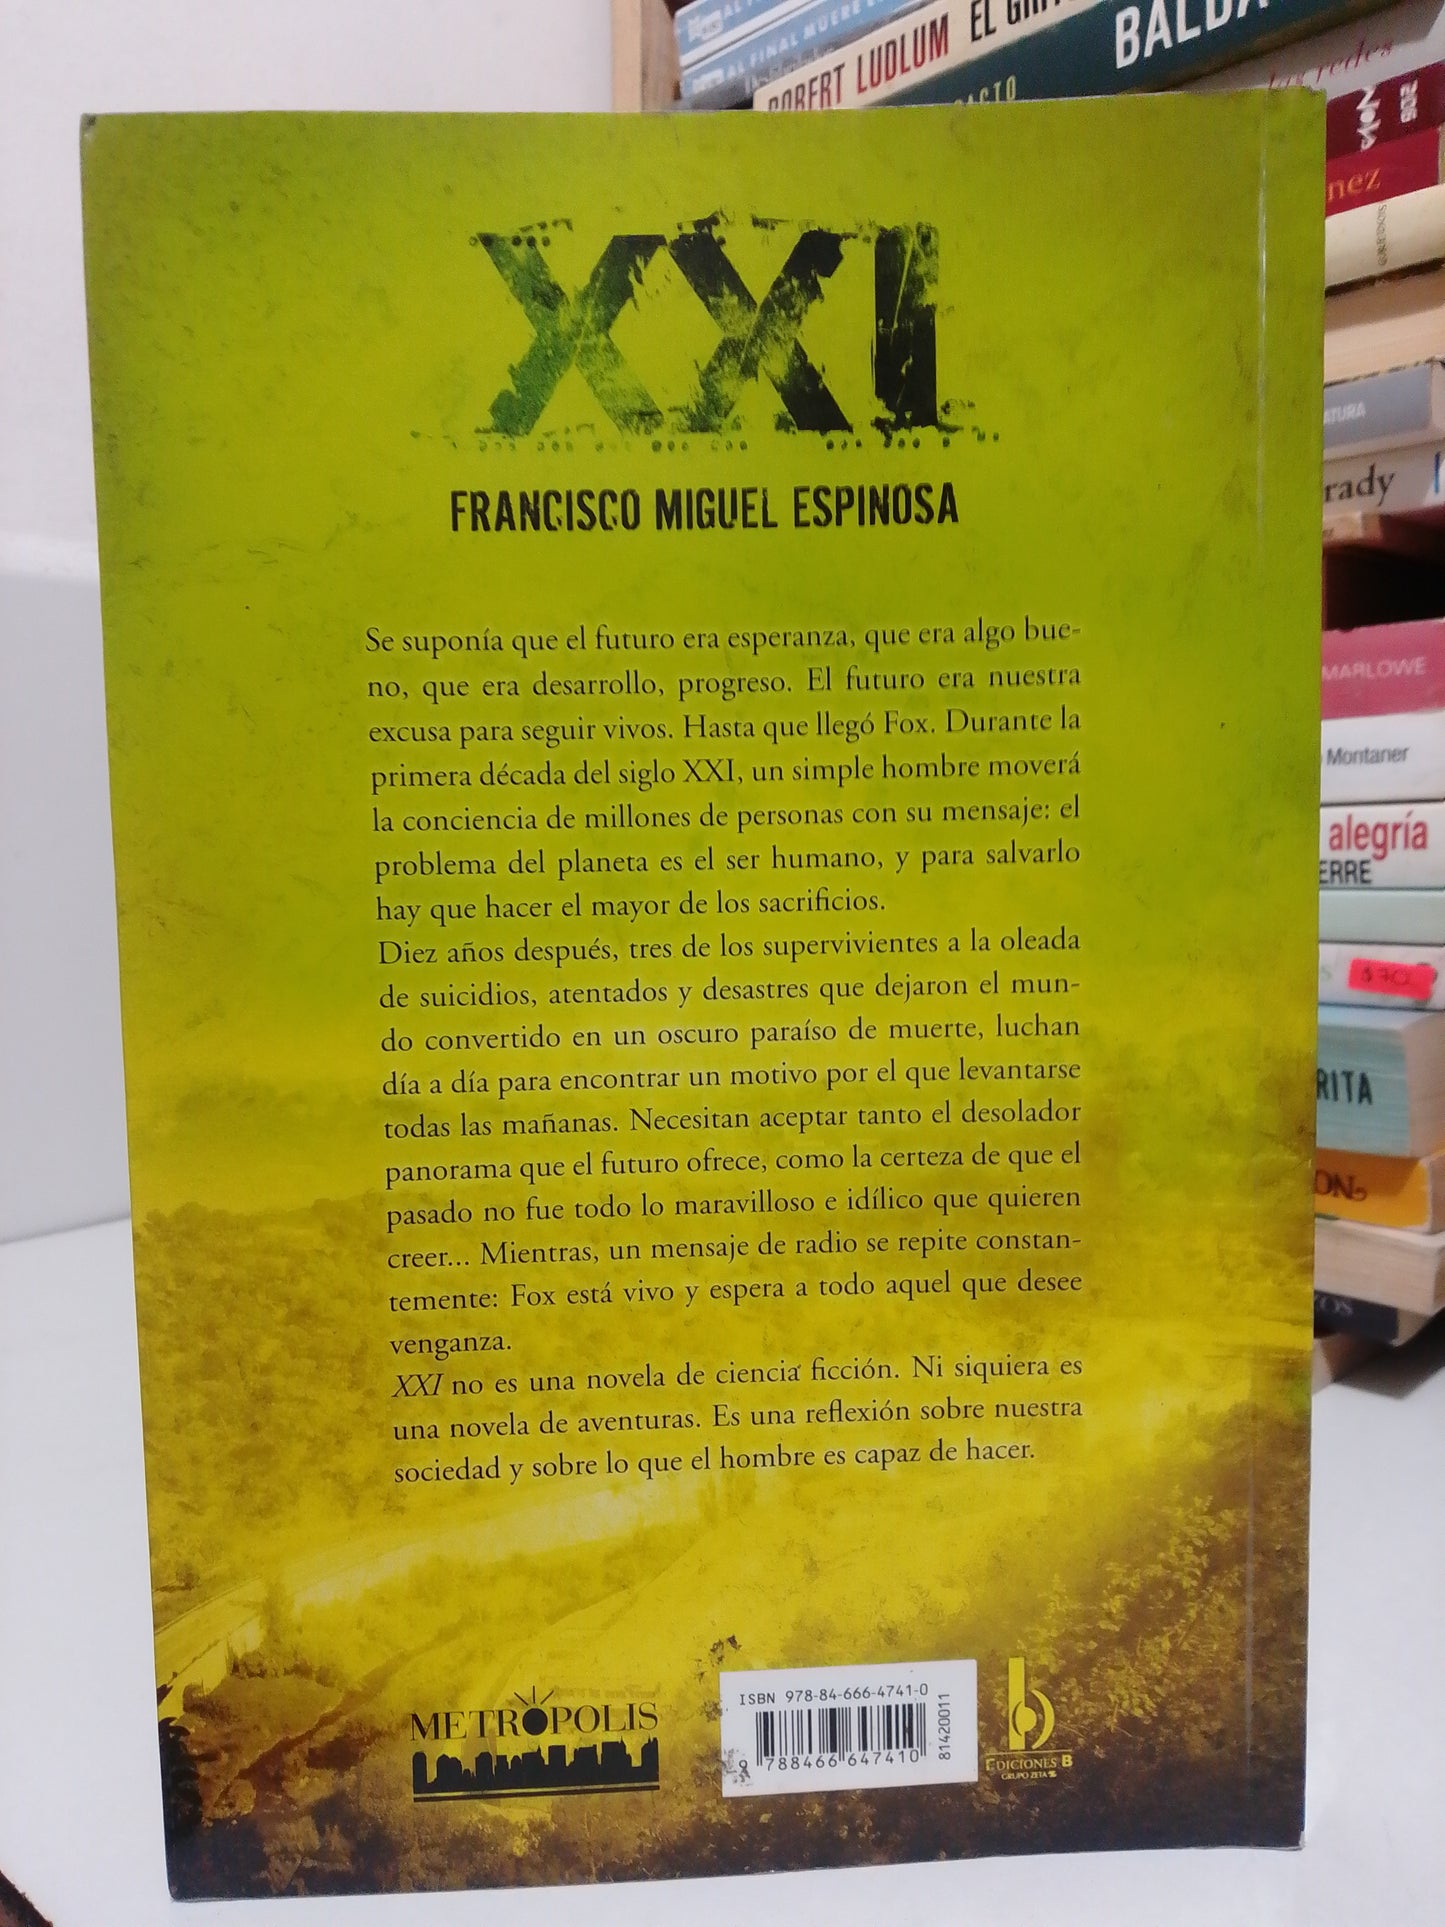 AL FINAL MUERE
ROBERT LUDLUM EL
BALDA
nez
ATURA
rady
MARLOWE
Montaner
alegría
ERRE
$70
RITA
ON
XXI
FRANCISCO MIGUEL ESPINOSA
Se suponía que el futuro era esperanza, que era algo bue-
no, que era desarrollo, progreso. El futuro era nuestra
excusa para seguir vivos. Hasta que llegó Fox. Durante la
primera década del siglo XXI, un simple hombre moverá
la conciencia de millones de personas con su mensaje: el
problema del planeta es el ser humano, y para salvarlo
hay que hacer el mayor de los sacrificios.
Diez años después, tres de los supervivientes a la oleada
de suicidios, atentados y desastres que dejaron el mun-
do convertido en un oscuro paraíso de muerte, luchan
día a día para encontrar un motivo por el que levantarse
todas las mañanas. Necesitan aceptar tanto el desolador
panorama que el futuro ofrece, como la certeza de que el
pasado no fue todo lo maravilloso e idílico que quieren
creer... Mientras, un mensaje de radio se repite constan-
temente: Fox está vivo y espera a todo aquel que desee
venganza.
XXI no es una novela de ciencia ficción. Ni siquiera es
una novela de aventuras. Es una reflexión sobre nuestra
sociedad y sobre lo que el hombre es capaz de hacer.
METROPOLIS
ISBN 978-84-666-4741-0
9 788466 647410
81420011
EDICIONES B
GRUPO ZETA